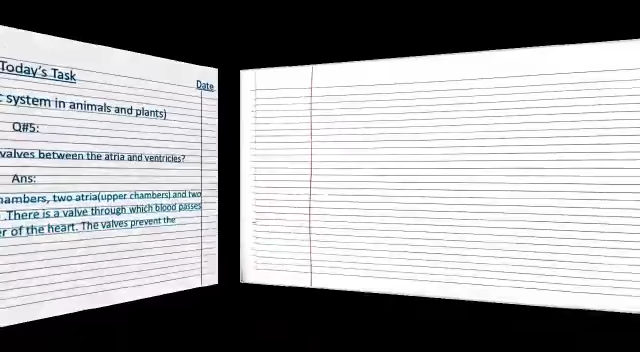 Today's Task
Date
system in animals and plants)
Q#5:
valves between the atria and ventricles?
Ans:
hambers, two atria(upper chambers) and two
.There is a valve through which blood passes
r of the heart. The valves prevent the